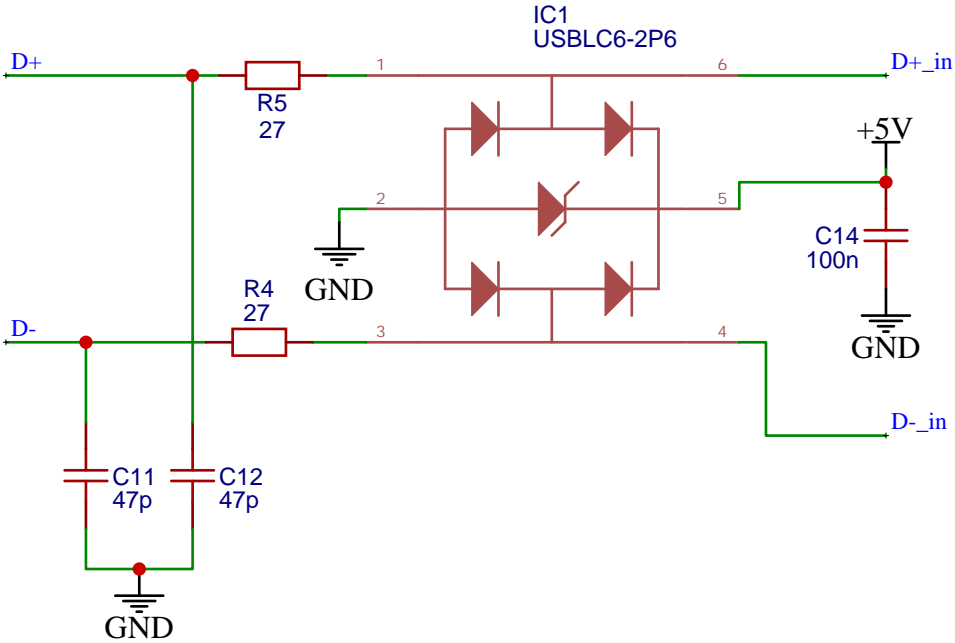 IC1
USBLC6-2P6
D+
1
6
D+_in
R5
27
+5V
2
5
C14
100n
GND
R4
27
GND
D-
3
4
D-_in
C11
47p
C12
47p
GND